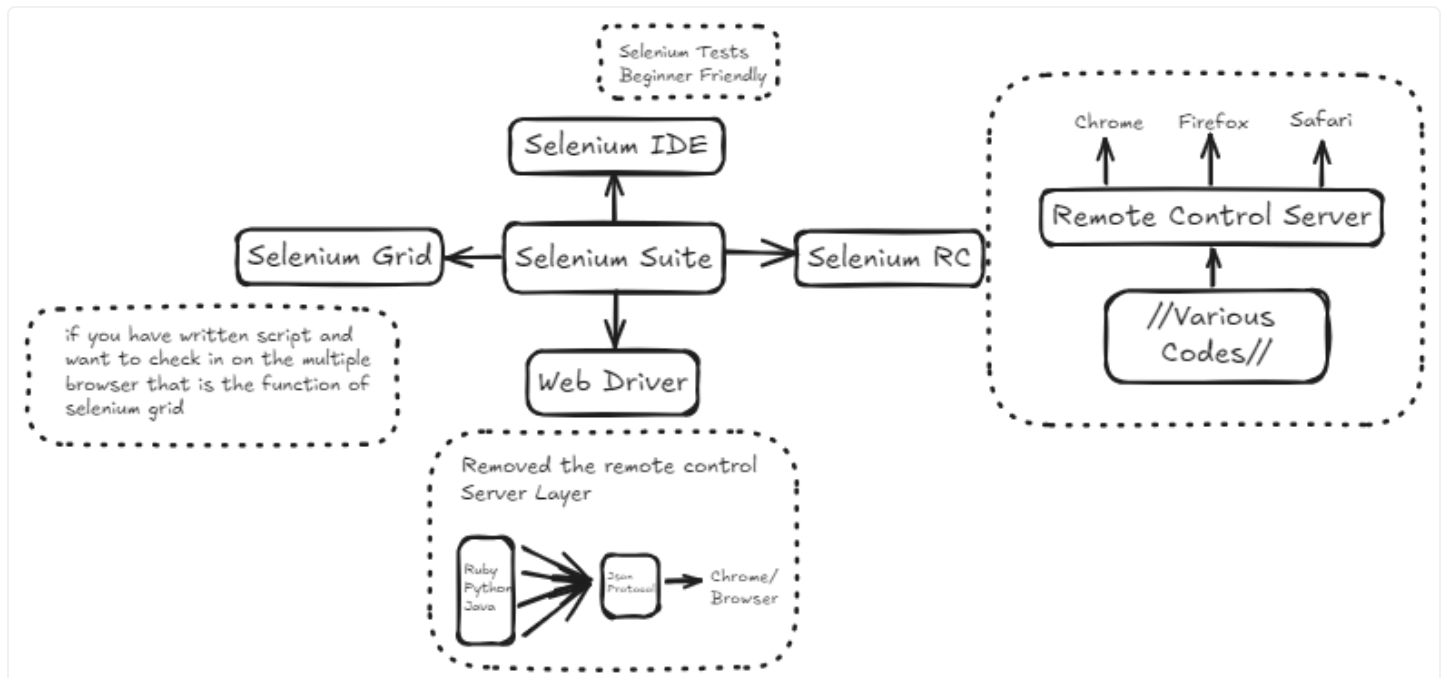 Selenium Tests
Beginner Friendly
Selenium IDE
Selenium Grid
Selenium Suite
Selenium RC
Web Driver
if you have written script and
want to check in on the multiple
browser that is the function of
selenium grid
Removed the remote control
Server Layer
Ruby
Python
Java
Json
Protocol
Chrome/
Browser
Chrome
Firefox
Safari
Remote Control Server
//Various
Codes//